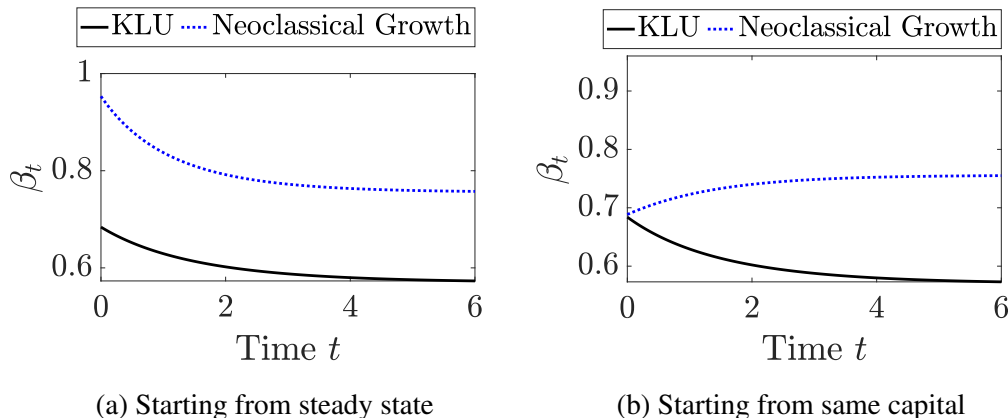 KLU Neoclassical Growth
1
0.8
0.6
β_t
0 2 4 6
Time t
(a) Starting from steady state
KLU Neoclassical Growth
0.9
0.8
0.7
0.6
β_t
0 2 4 6
Time t
(b) Starting from same capital